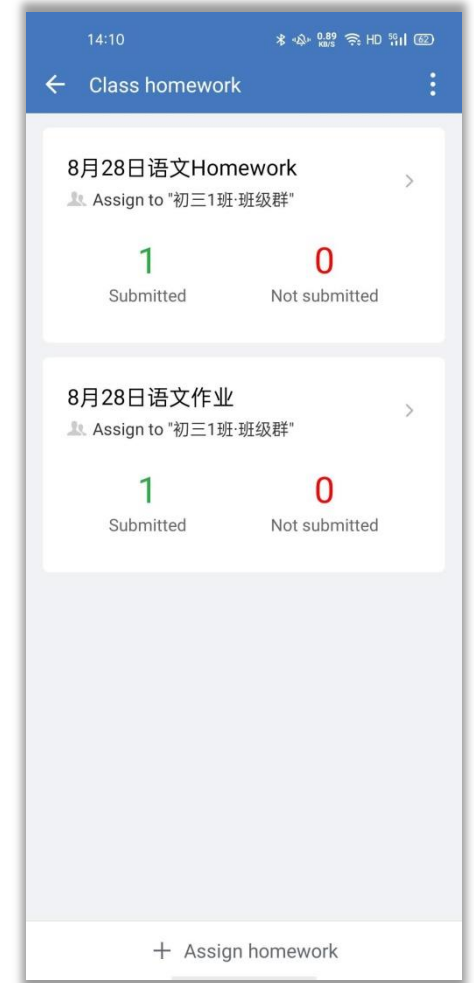 14:10 0.89 KB/S HD 5G 62
Class homework
8月28日语文Homework
Assign to "初三1班·班级群"
1 0
Submitted Not submitted
8月28日语文作业
Assign to "初三1班·班级群"
1 0
Submitted Not submitted
+ Assign homework